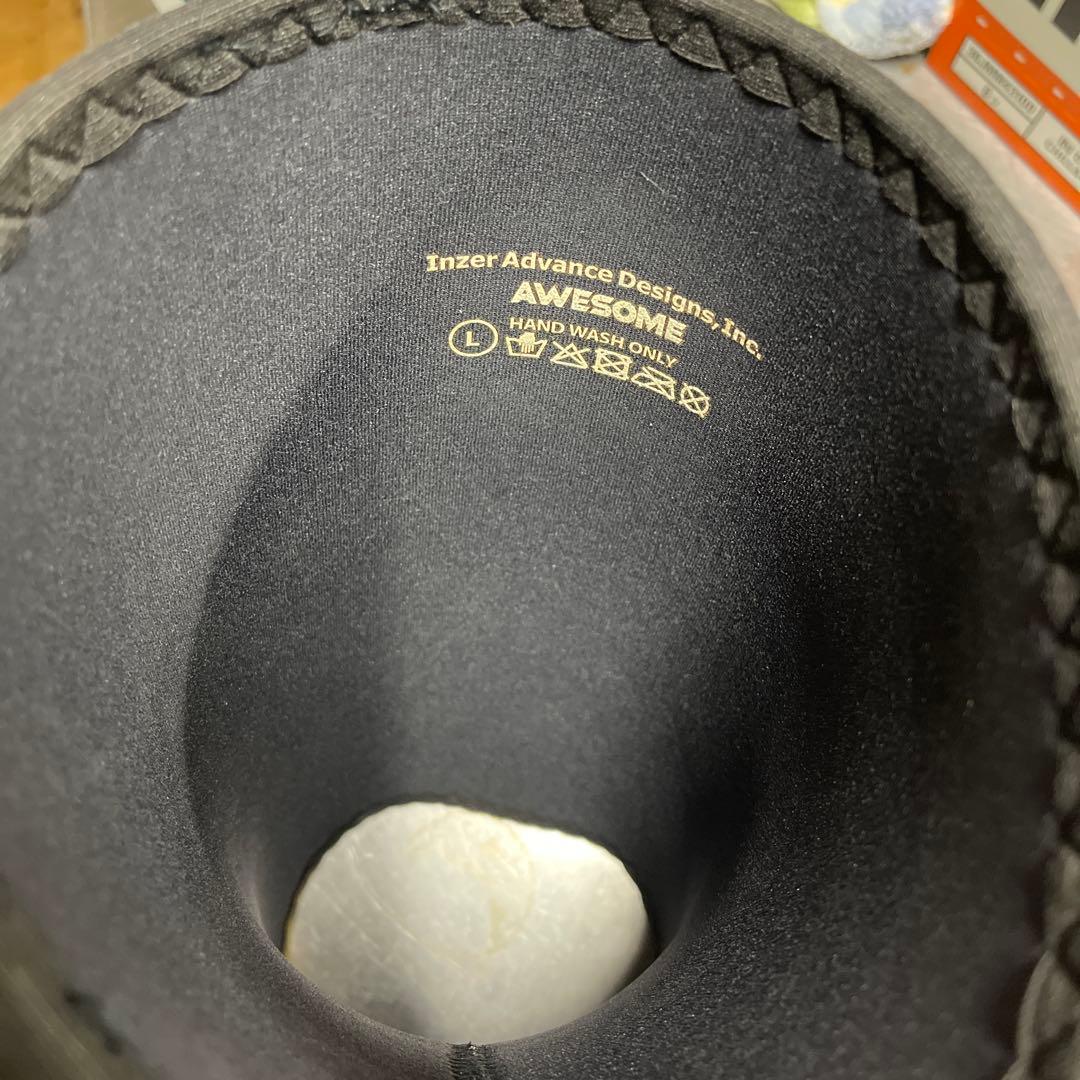 Inzer Advance Designs, Inc.
AWESOME
HAND WASH ONLY
L